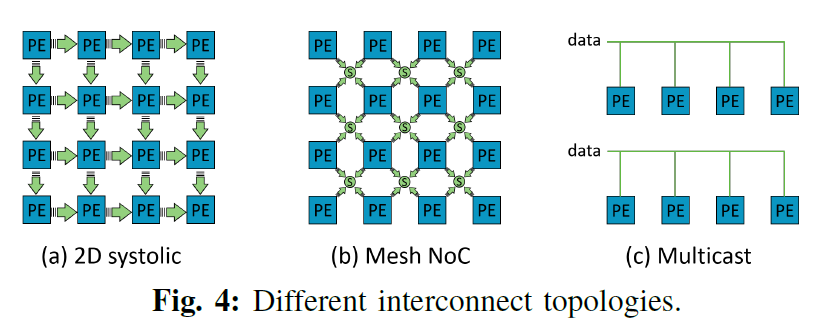 PE PE PE PE
PE PE PE PE
PE PE PE PE
PE PE PE PE
(a) 2D systolic
PE PE PE PE
S S S
PE PE PE PE
S S S
PE PE PE PE
S S S
PE PE PE PE
(b) Mesh NoC
data
PE PE PE PE
data
PE PE PE PE
(c) Multicast
Fig. 4: Different interconnect topologies.